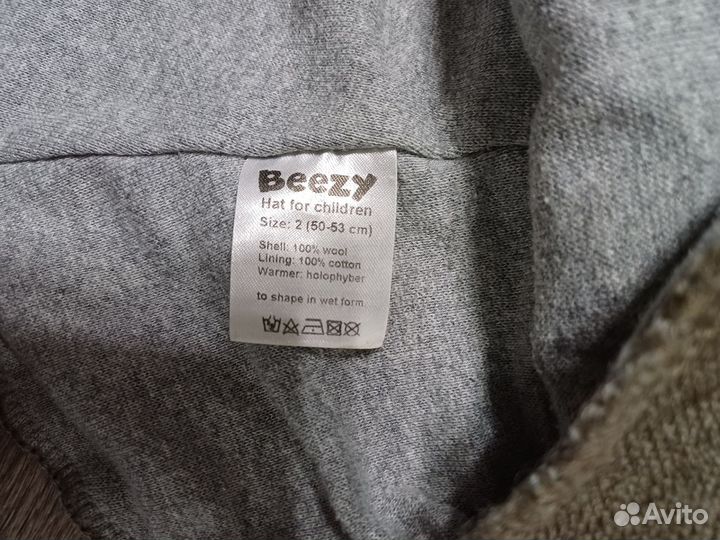 Beezy
Hat for children
Size: 2 (50-53 cm)
Shell: 100% wool
Lining: 100% cotton
Warmer: holophyber
to shape in wet form
Avito